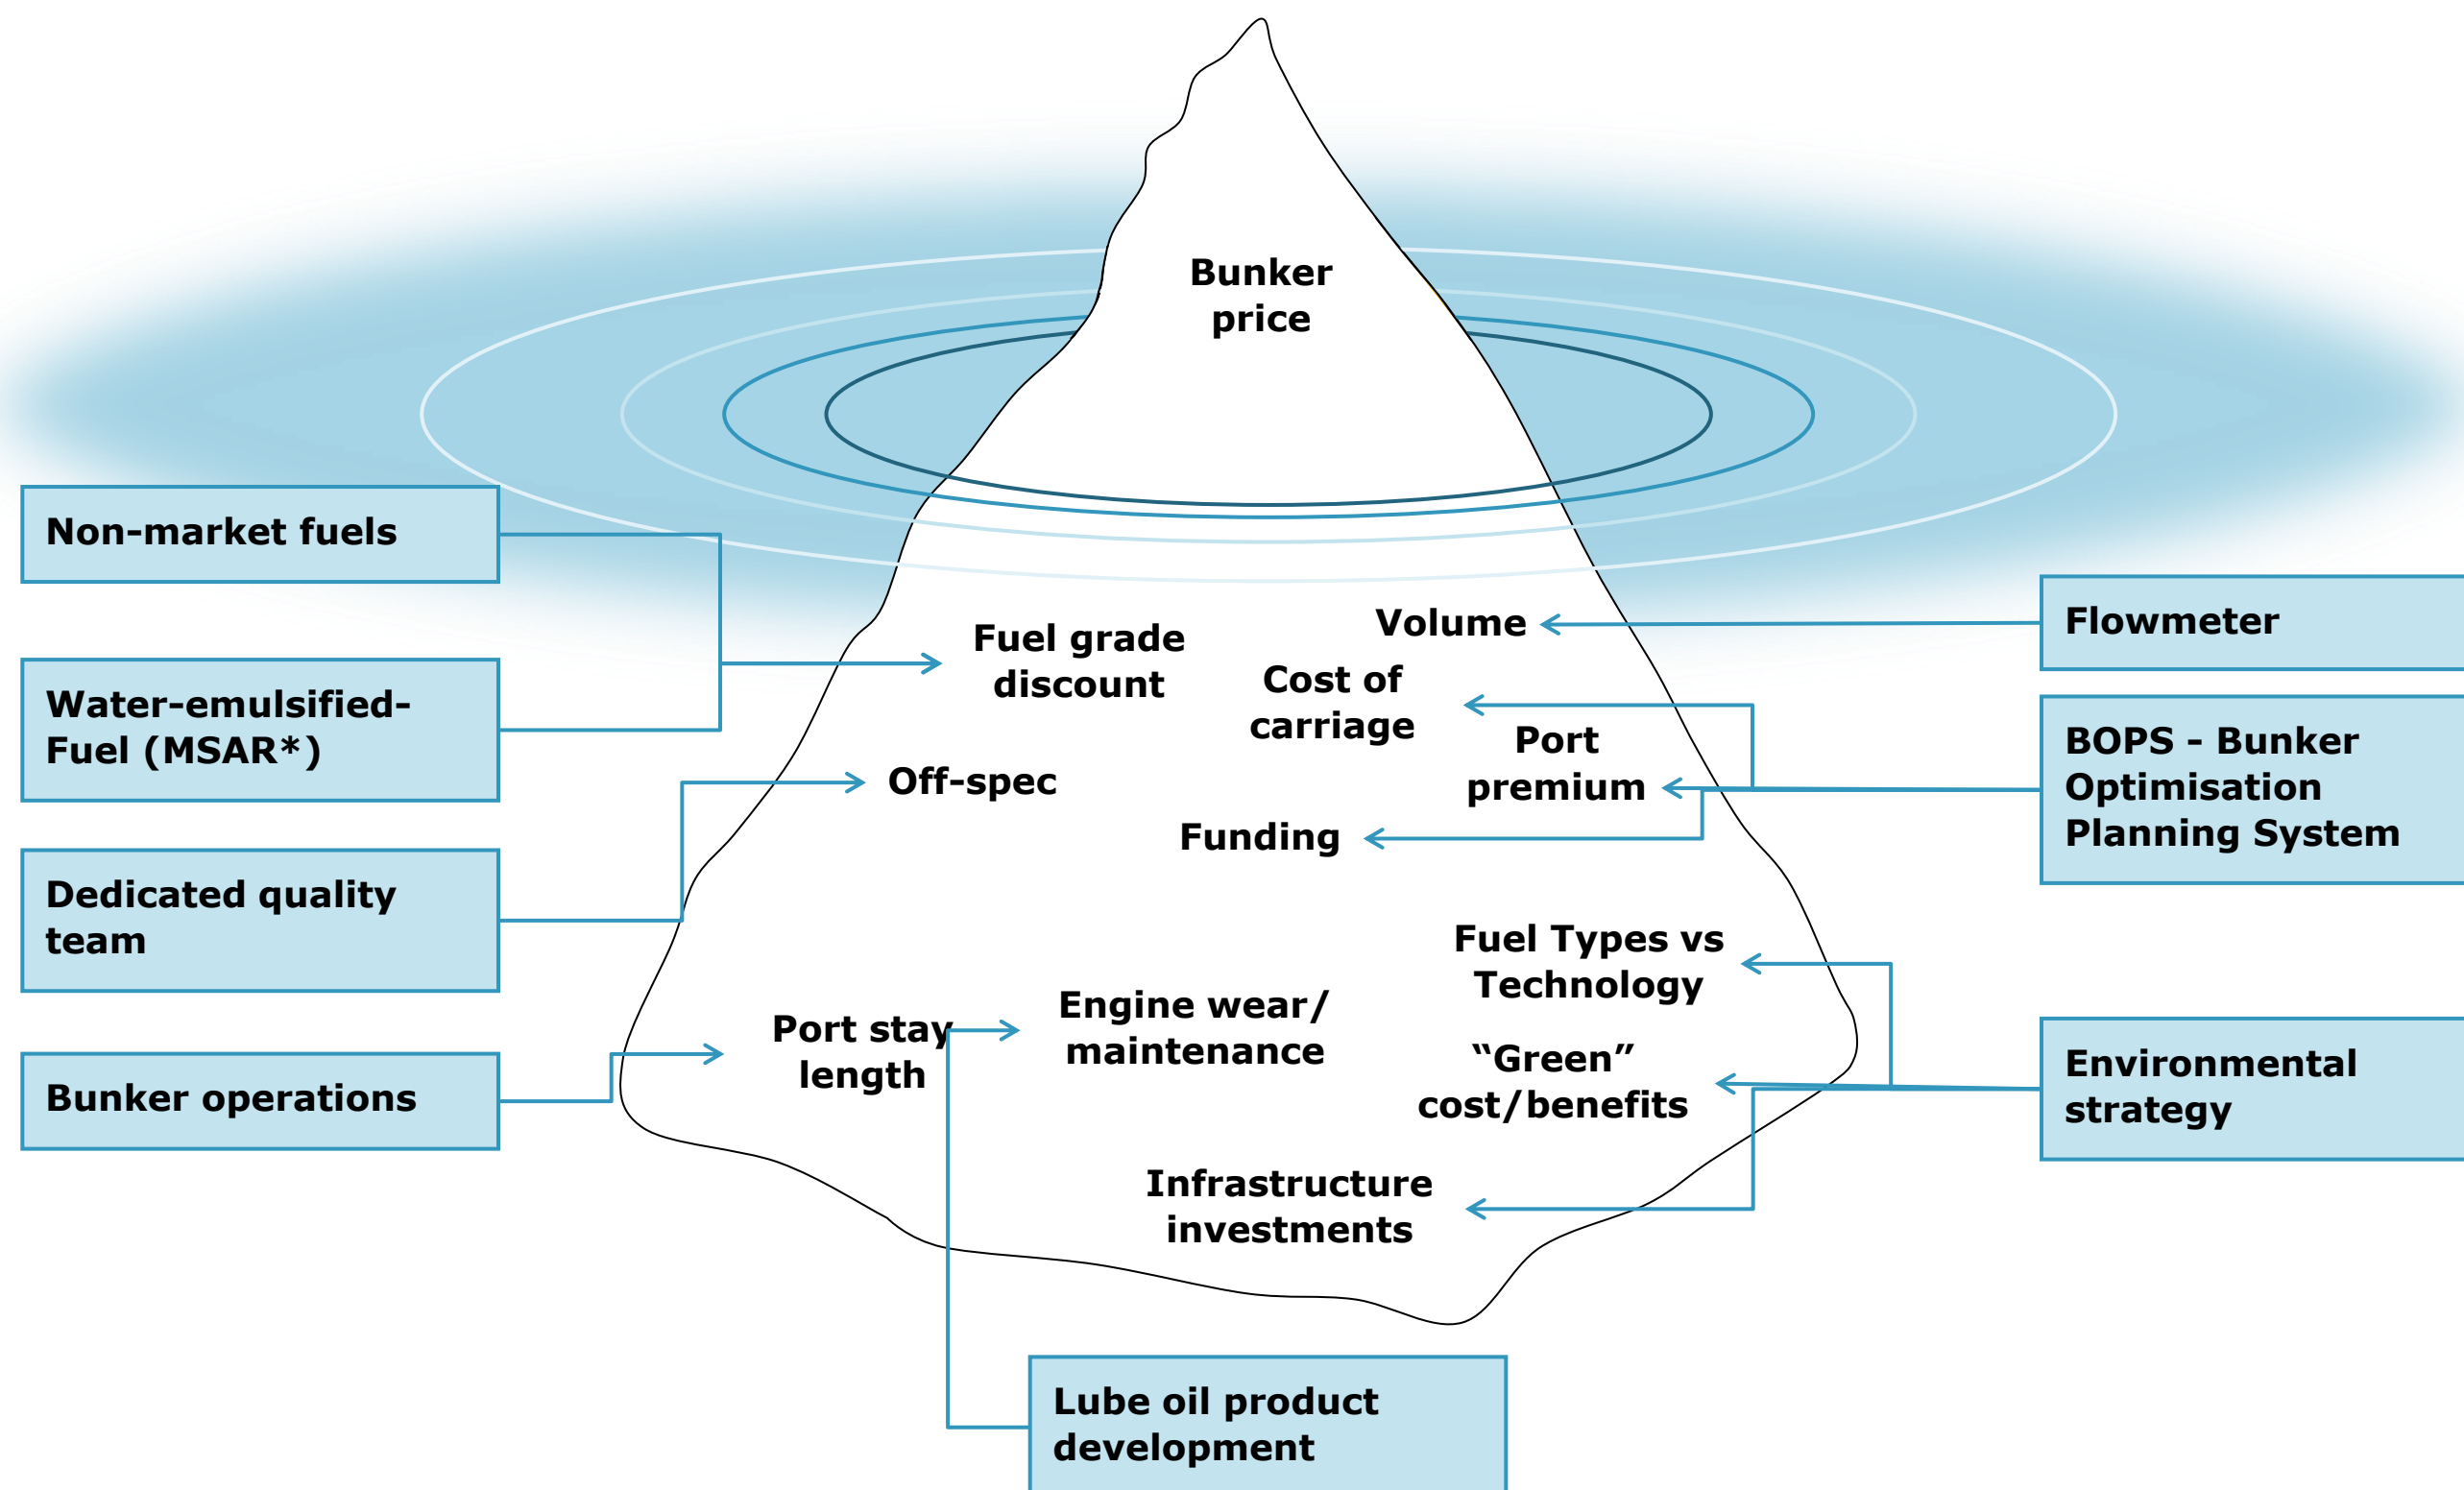 Bunker
price
Non-market fuels
Water-emulsified-
Fuel (MSAR*)
Dedicated quality
team
Bunker operations
Fuel grade
discount
Off-spec
Port stay
length
Volume
Cost of
carriage
Port
premium
Funding
Engine wear/
maintenance
Fuel Types vs
Technology
“Green”
cost/benefits
Infrastructure
investments
Flowmeter
BOPS – Bunker
Optimisation
Planning System
Environmental
strategy
Lube oil product
development